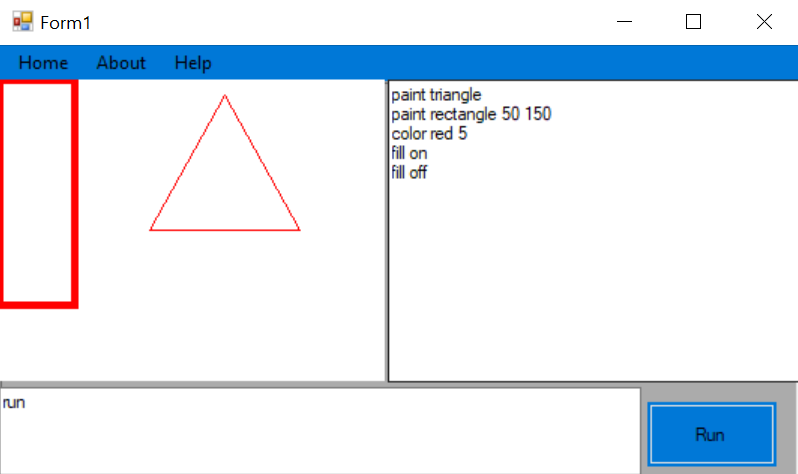 Form1
Home About Help
paint triangle
paint rectangle 50 150
color red 5
fill on
fill off
run
Run